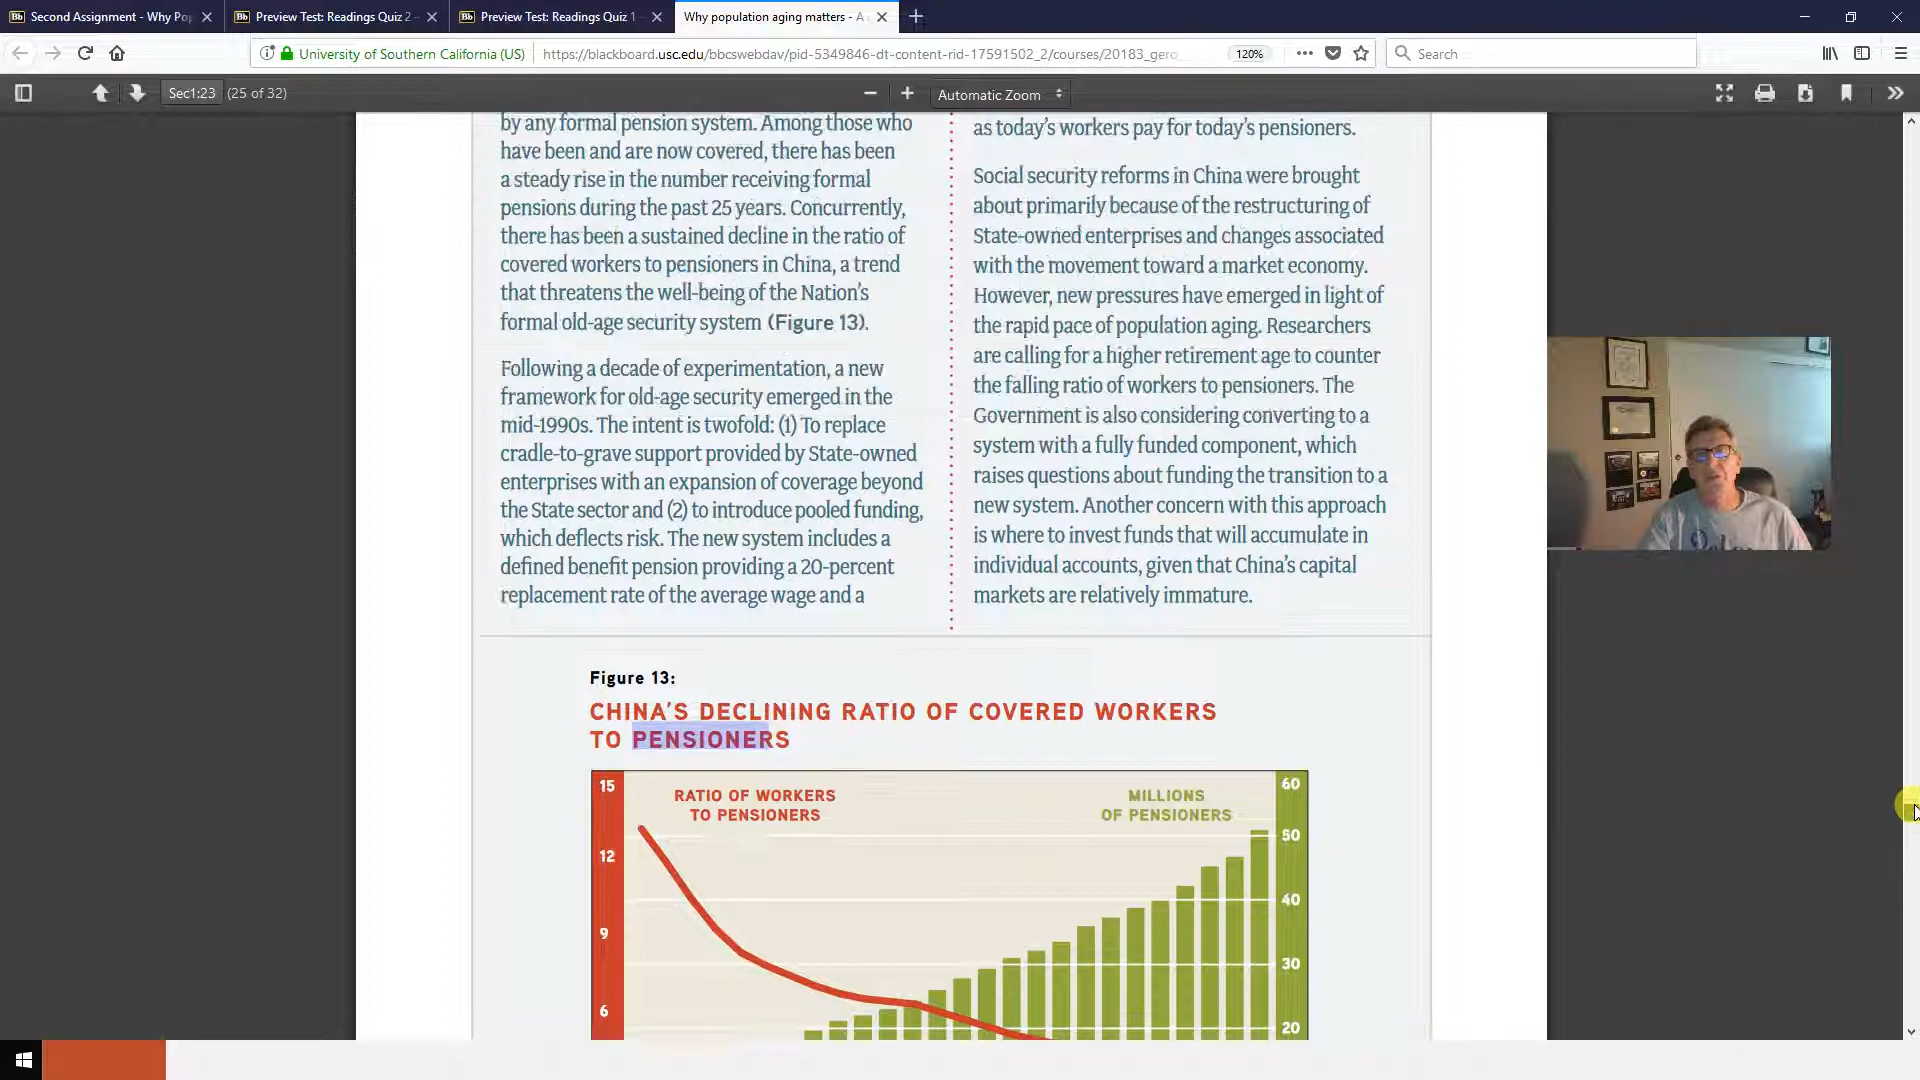 Second Assignment - Why Po
Preview Test: Readings Quiz 2 -
Preview Test: Readings Quiz 1 -
Why population aging matters - A
University of Southern California (US)
https://blackboard.usc.edu/bbcswebdav/pid-5349846-dt-content-rid-17591502_2/courses/20183_gero_
120%
Search
Sec1:23
(25 of 32)
Automatic Zoom
by any formal pension system. Among those who
have been and are now covered, there has been
a steady rise in the number receiving formal
pensions during the past 25 years. Concurrently,
there has been a sustained decline in the ratio of
covered workers to pensioners in China, a trend
that threatens the well-being of the Nation's
formal old-age security system (Figure 13).
Following a decade of experimentation, a new
framework for old-age security emerged in the
mid-1990s. The intent is twofold: (1) To replace
cradle-to-grave support provided by State-owned
enterprises with an expansion of coverage beyond
the State sector and (2) to introduce pooled funding,
which deflects risk. The new system includes a
defined benefit pension providing a 20-percent
replacement rate of the average wage and a
as today's workers pay for today's pensioners.
Social security reforms in China were brought
about primarily because of the restructuring of
State-owned enterprises and changes associated
with the movement toward a market economy.
However, new pressures have emerged in light of
the rapid pace of population aging. Researchers
are calling for a higher retirement age to counter
the falling ratio of workers to pensioners. The
Government is also considering converting to a
system with a fully funded component, which
raises questions about funding the transition to a
new system. Another concern with this approach
is where to invest funds that will accumulate in
individual accounts, given that China's capital
markets are relatively immature.
Figure 13:
CHINA'S DECLINING RATIO OF COVERED WORKERS
TO PENSIONERS
RATIO OF WORKERS
TO PENSIONERS
MILLIONS
OF PENSIONERS
15
12
9
6
60
50
40
30
20